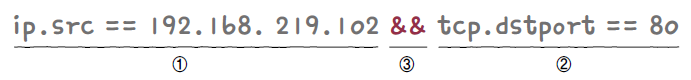 ip.src == 192.168. 219.102 && tcp.dstport == 80
① ③ ②